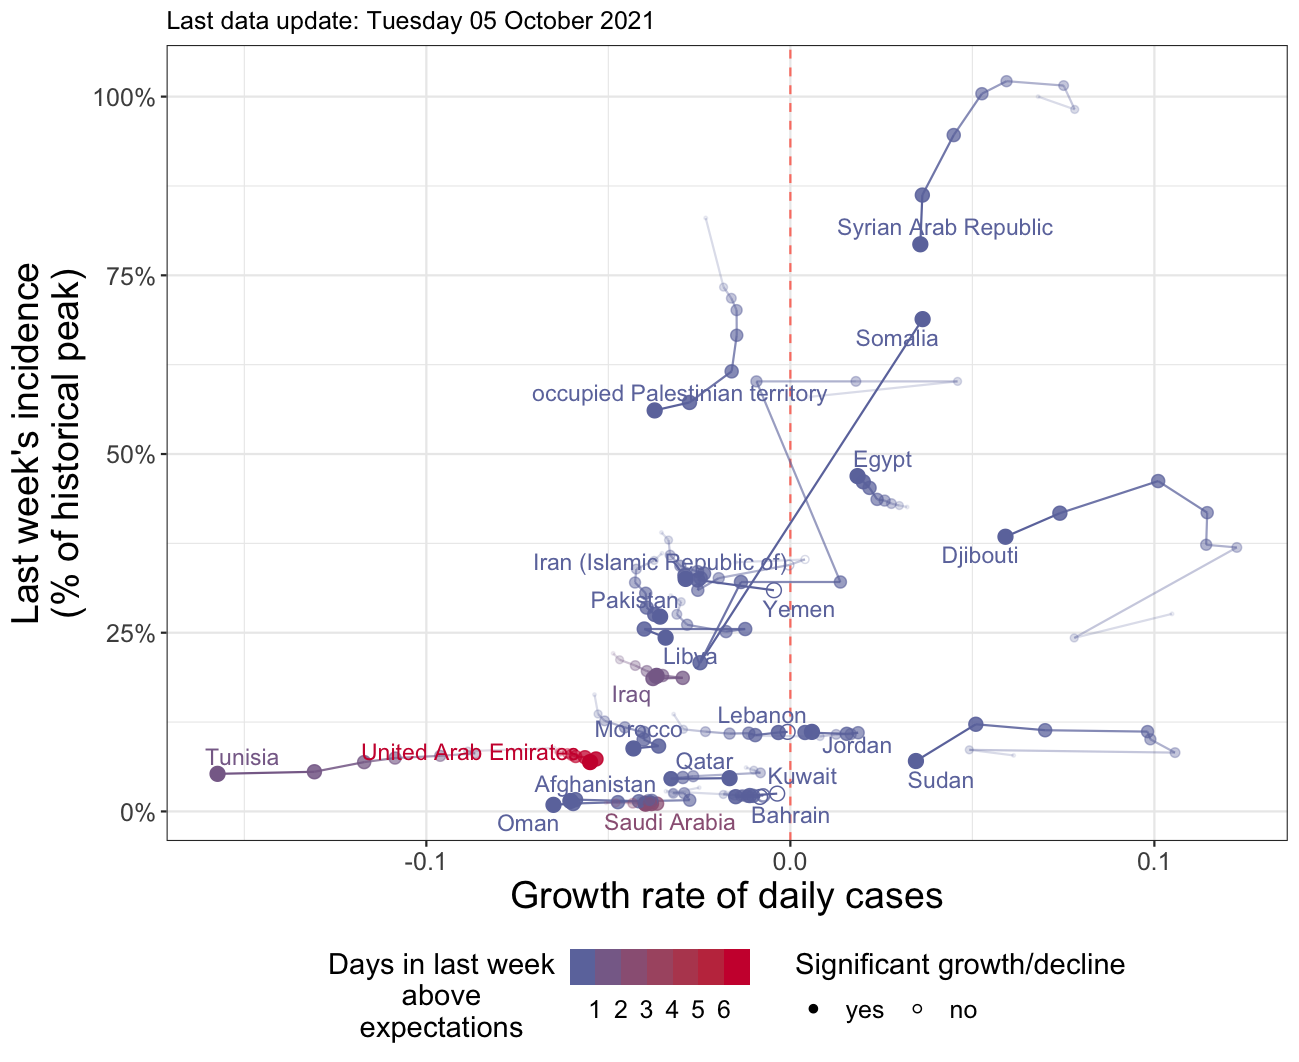 Last data update: Tuesday 05 October 2021
Last week's incidence
(% of historical peak)
100%
75%
50%
25%
0%
Syrian Arab Republic
Somalia
occupied Palestinian territory
Egypt
Iran (Islamic Republic of)
Djibouti
Pakistan
Yemen
Libya
Iraq
Lebanon
Morocco
Jordan
Tunisia
United Arab Emirates
Qatar
Kuwait
Sudan
Afghanistan
Oman
Saudi Arabia
Bahrain
-0.1
0.0
0.1
Growth rate of daily cases
Days in last week
above
expectations
1 2 3 4 5 6
Significant growth/decline
yes no